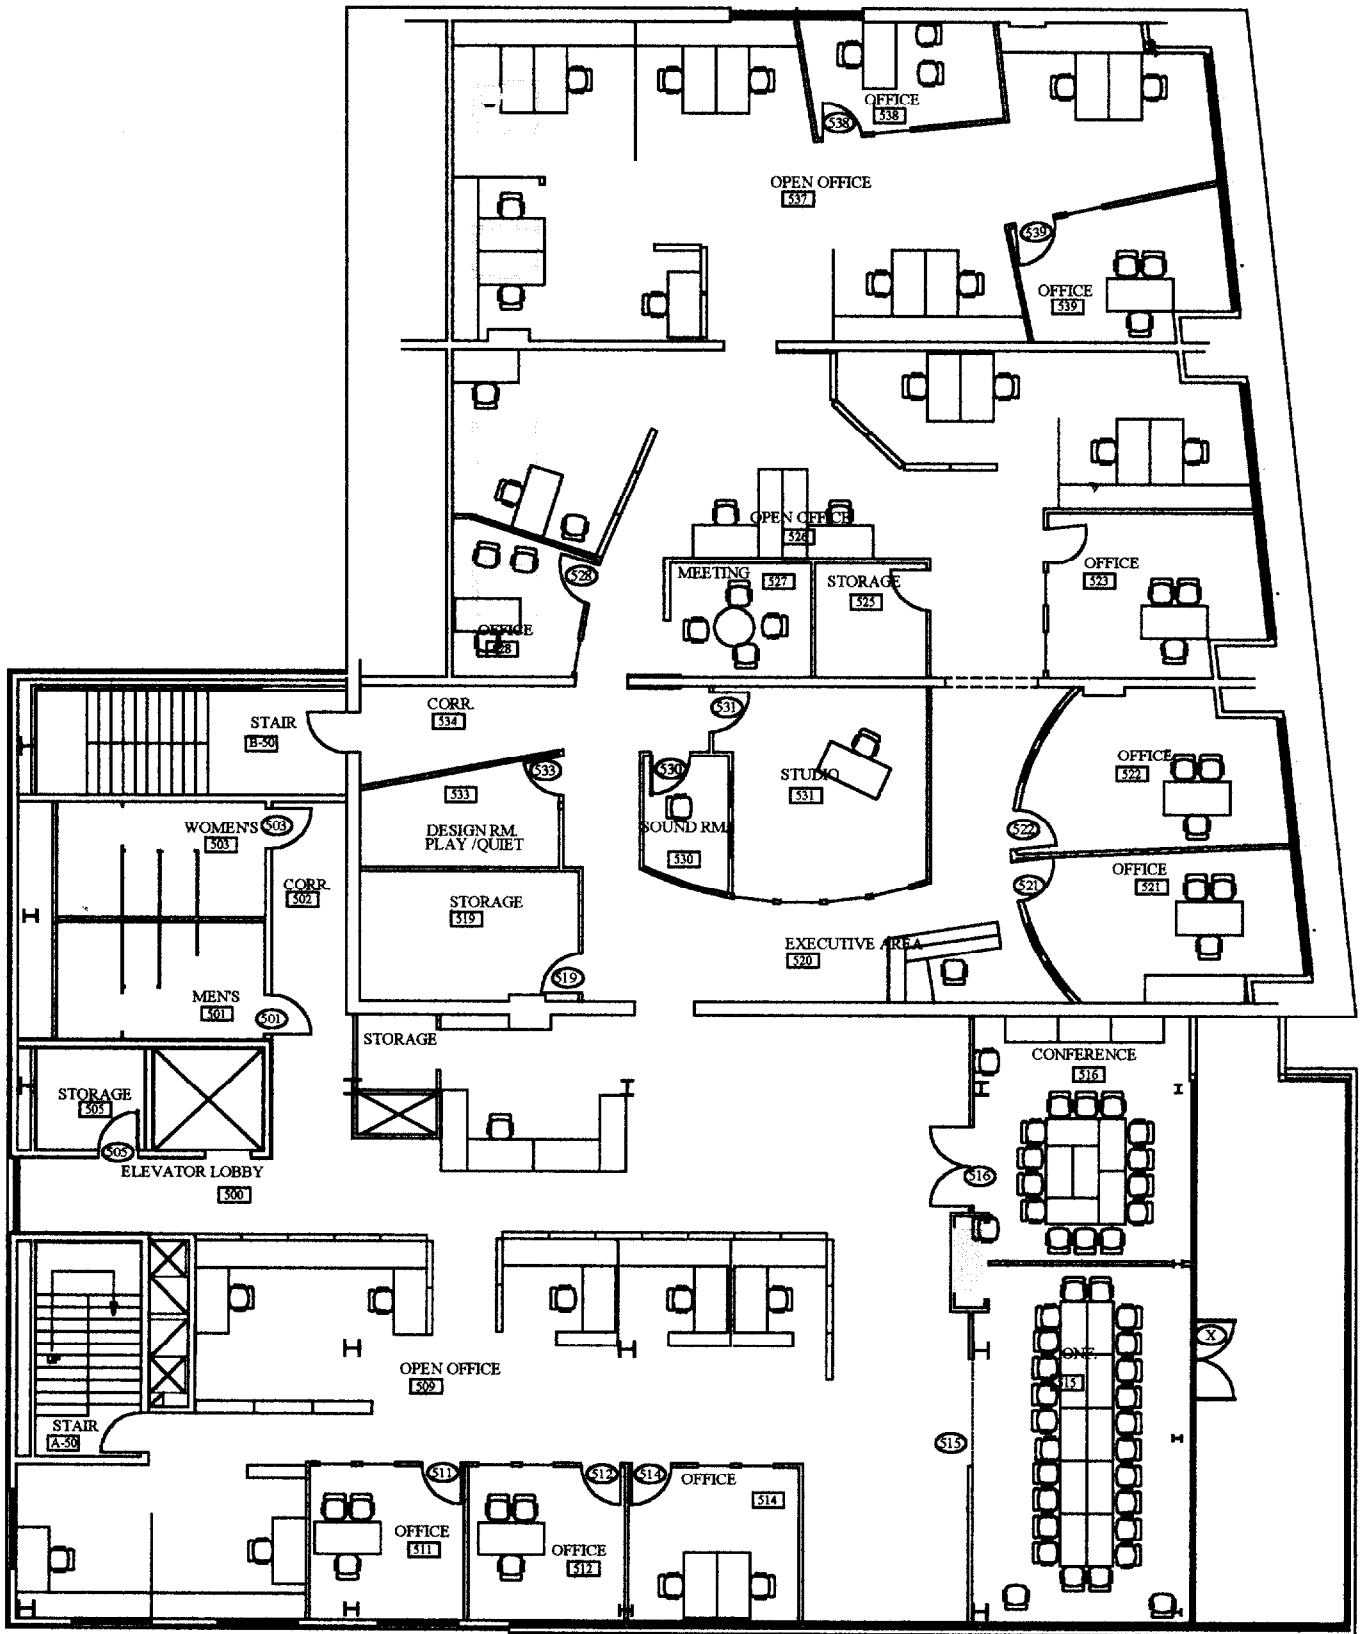 OFFICE
538
538
OPEN OFFICE
537
539
OFFICE
539
OPEN OFFICE
526
528
MEETING
527
STORAGE
525
OFFICE
523
OFFICE
528
CORR.
534
531
STAIR
B-50
533
533
DESIGN RM.
PLAY /QUIET
530
SOUND RM.
530
STUDIO
531
OFFICE
522
522
WOMEN'S
503
503
CORR.
502
STORAGE
519
519
521
OFFICE
521
EXECUTIVE AREA
520
MEN'S
501
501
STORAGE
CONFERENCE
516
STORAGE
505
505
ELEVATOR LOBBY
500
516
UP
OPEN OFFICE
509
X
515
515
STAIR
A-50
511
512
514
OFFICE
514
OFFICE
511
OFFICE
512